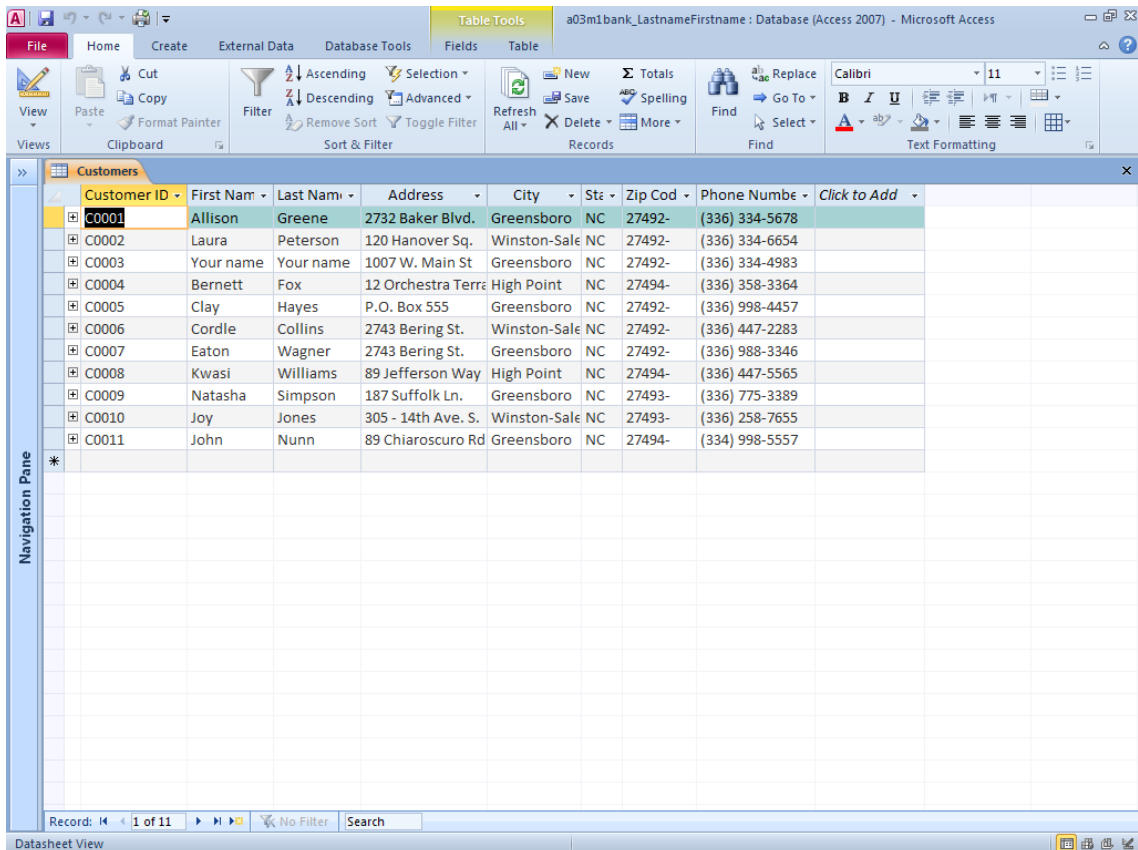 Table Tools a03m1bank_LastnameFirstname : Database (Access 2007) - Microsoft Access
File Home Create External Data Database Tools Fields Table
View
Views
Paste Cut
Copy
Format Painter
Clipboard
Filter Ascending Selection
Descending Advanced
Remove Sort Toggle Filter
Sort & Filter
Refresh All New Totals
Save Spelling
Delete More
Records
Find Replace
Go To
Select
Find
Calibri 11
B I U
A ab
Text Formatting
Customers
Customer ID First Nam Last Nam Address City Sta Zip Cod Phone Numbe Click to Add
C0001 Allison Greene 2732 Baker Blvd. Greensboro NC 27492- (336) 334-5678
C0002 Laura Peterson 120 Hanover Sq. Winston-Sale NC 27492- (336) 334-6654
C0003 Your name Your name 1007 W. Main St Greensboro NC 27492- (336) 334-4983
C0004 Bernett Fox 12 Orchestra Terra High Point NC 27494- (336) 358-3364
C0005 Clay Hayes P.O. Box 555 Greensboro NC 27492- (336) 998-4457
C0006 Cordle Collins 2743 Bering St. Winston-Sale NC 27492- (336) 447-2283
C0007 Eaton Wagner 2743 Bering St. Greensboro NC 27492- (336) 988-3346
C0008 Kwasi Williams 89 Jefferson Way High Point NC 27494- (336) 447-5565
C0009 Natasha Simpson 187 Suffolk Ln. Greensboro NC 27493- (336) 775-3389
C0010 Joy Jones 305 - 14th Ave. S. Winston-Sale NC 27493- (336) 258-7655
C0011 John Nunn 89 Chiaroscuro Rd Greensboro NC 27494- (334) 998-5557
Navigation Pane
Record: 1 of 11 No Filter Search
Datasheet View